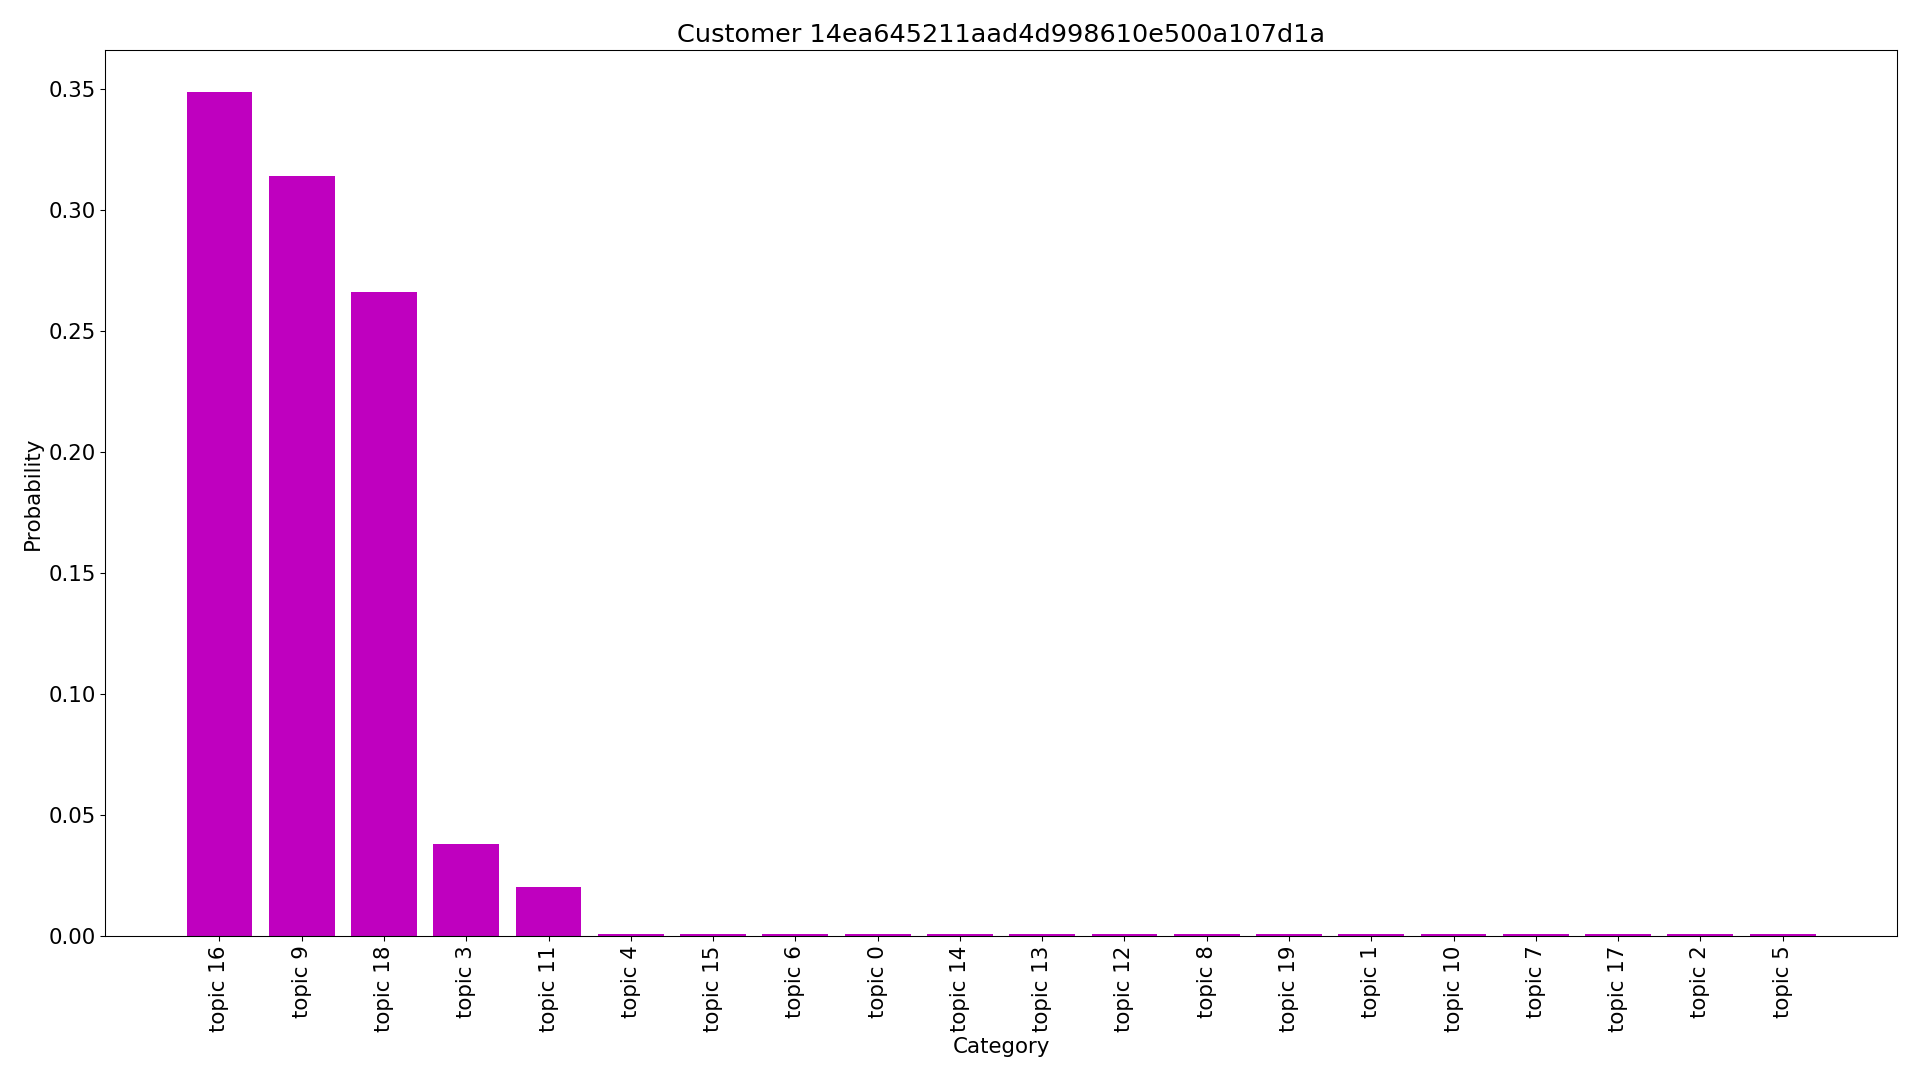 Customer 14ea645211aad4d998610e500a107d1a
Probability
0.35
0.30
0.25
0.20
0.15
0.10
0.05
0.00
topic 16
topic 9
topic 18
topic 3
topic 11
topic 4
topic 15
topic 6
topic 0
topic 14
topic 13
topic 12
topic 8
topic 19
topic 1
topic 10
topic 7
topic 17
topic 2
topic 5
Category